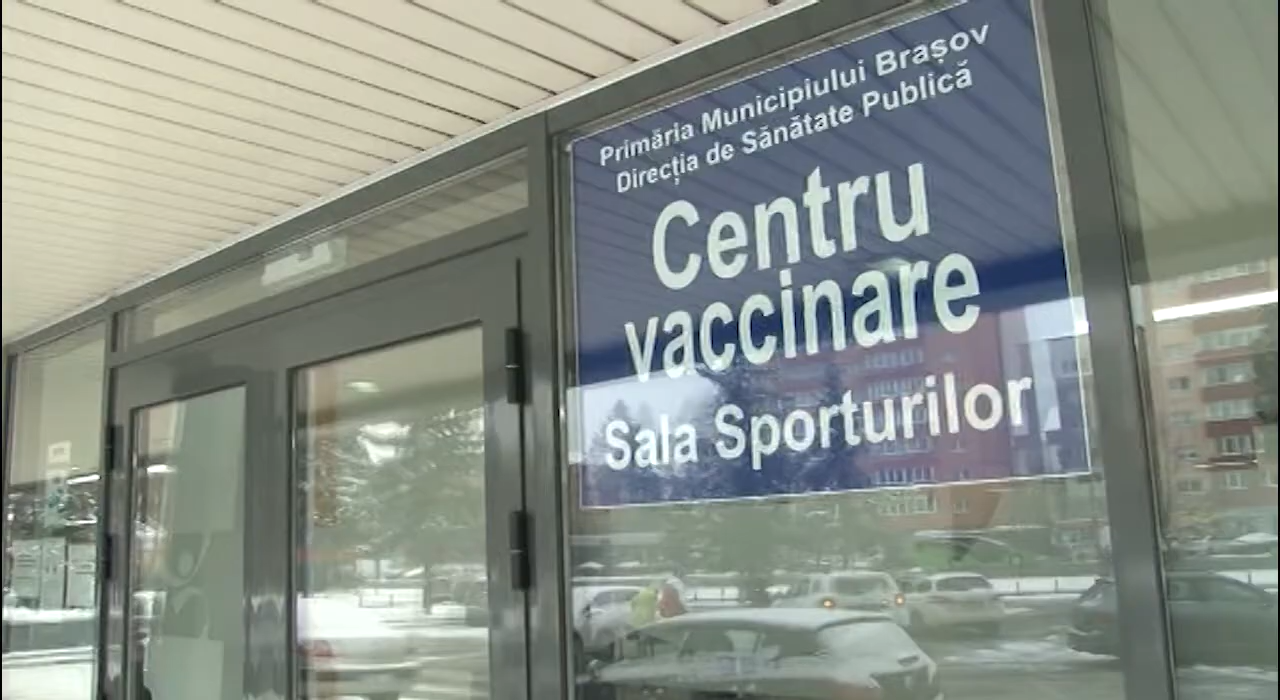 Primăria Municipiului Brașov
Direcția de Sănătate Publică
Centru
vaccinare
Sala Sporturilor